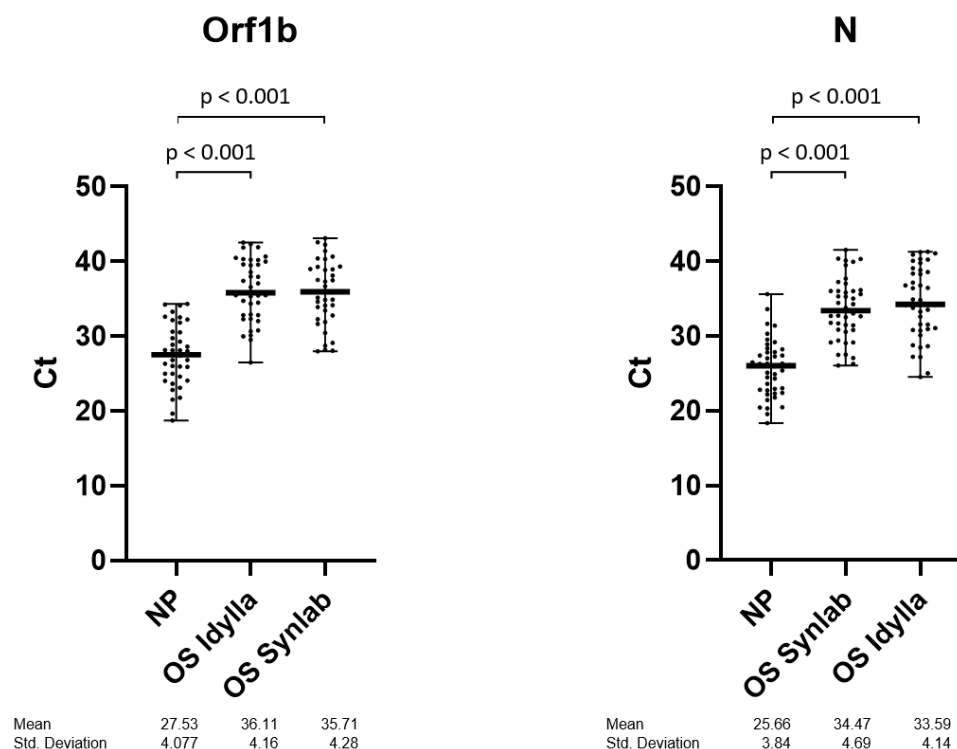 Orf1b
p < 0.001
p < 0.001
Ct
50
40
30
20
10
0
NP
OS Idylla
OS Synlab
Mean 27.53 36.11 35.71
Std. Deviation 4.077 4.16 4.28
N
p < 0.001
p < 0.001
Ct
50
40
30
20
10
0
NP
OS Synlab
OS Idylla
Mean 25.66 34.47 33.59
Std. Deviation 3.84 4.69 4.14